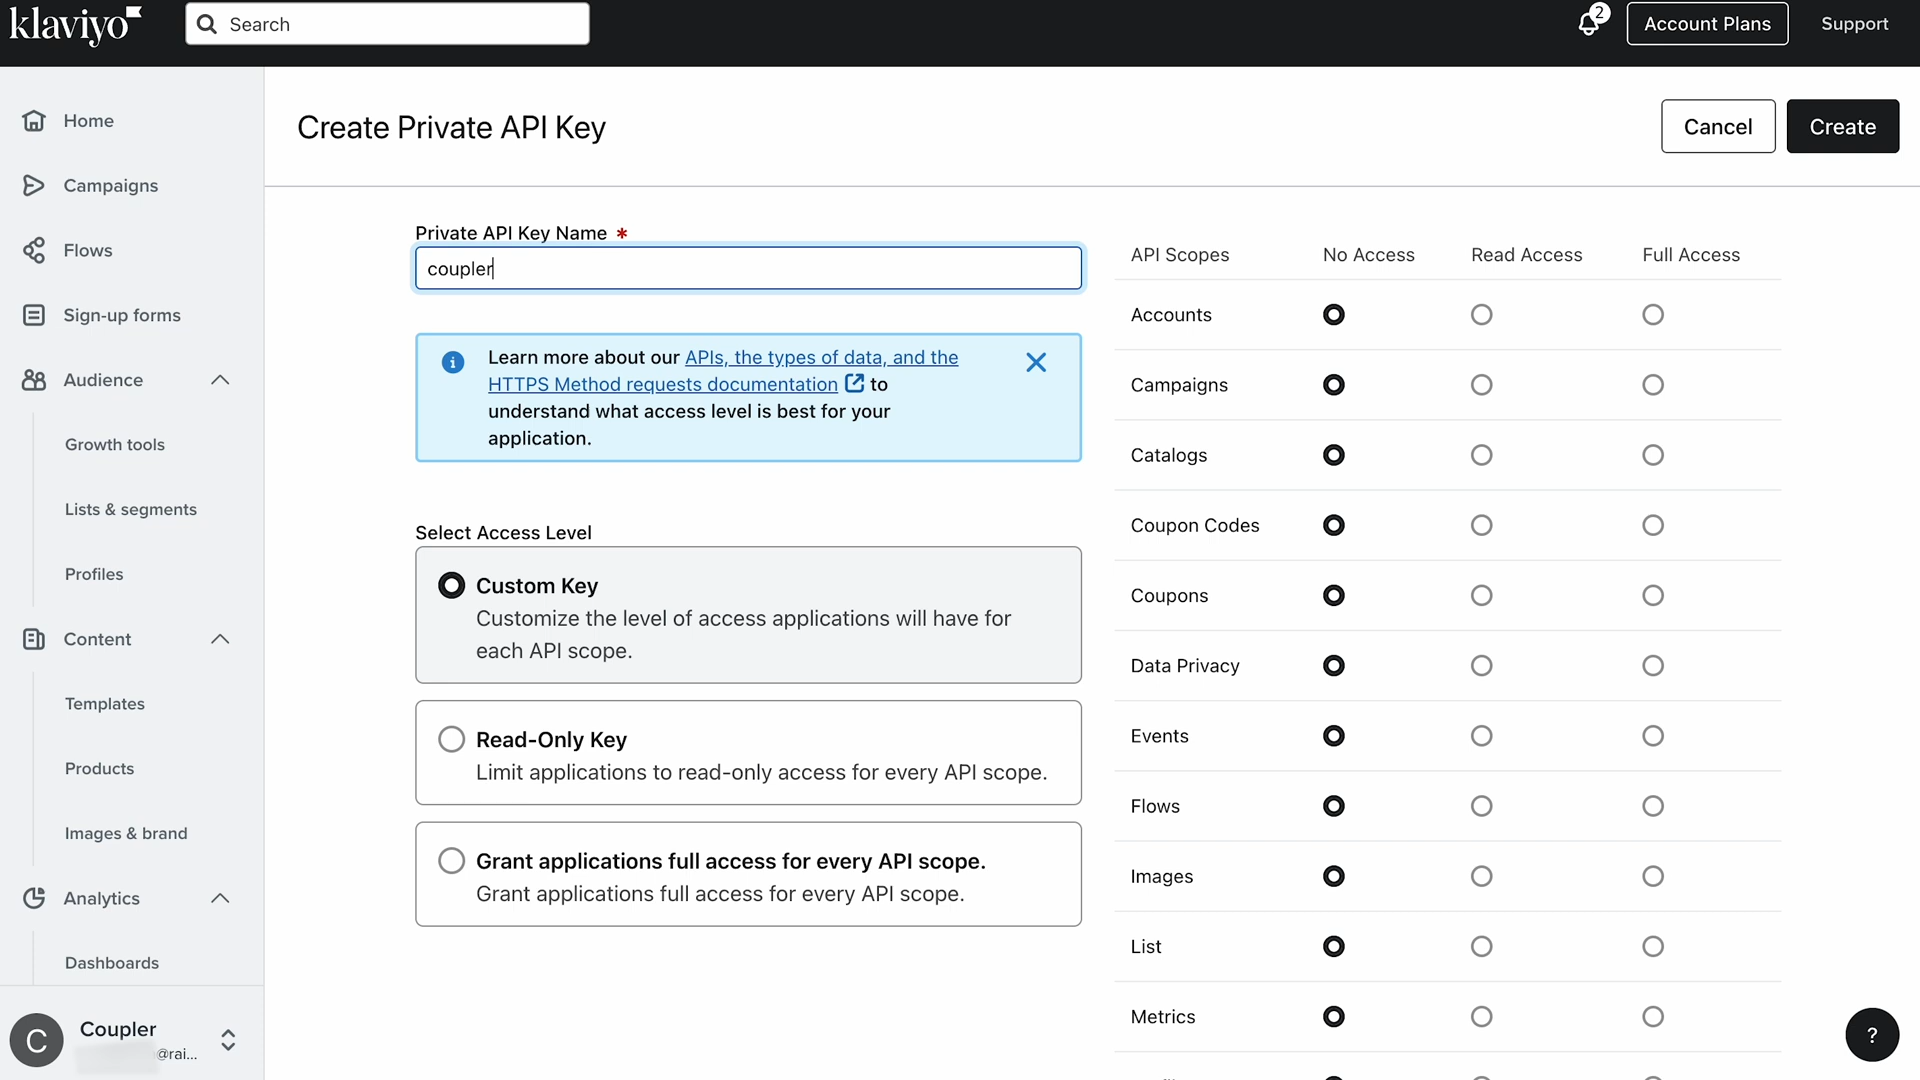 klaviyo
Search
2
Account Plans
Support
Home
Campaigns
Flows
Sign-up forms
Audience
Growth tools
Lists & segments
Profiles
Content
Templates
Products
Images & brand
Analytics
Dashboards
C
Coupler
@rai...
Create Private API Key
Cancel
Create
Private API Key Name *
coupler
Learn more about our APIs, the types of data, and the
HTTPS Method requests documentation to
understand what access level is best for your
application.
Select Access Level
Custom Key
Customize the level of access applications will have for
each API scope.
Read-Only Key
Limit applications to read-only access for every API scope.
Grant applications full access for every API scope.
Grant applications full access for every API scope.
API Scopes No Access Read Access Full Access
Accounts
Campaigns
Catalogs
Coupon Codes
Coupons
Data Privacy
Events
Flows
Images
List
Metrics
?